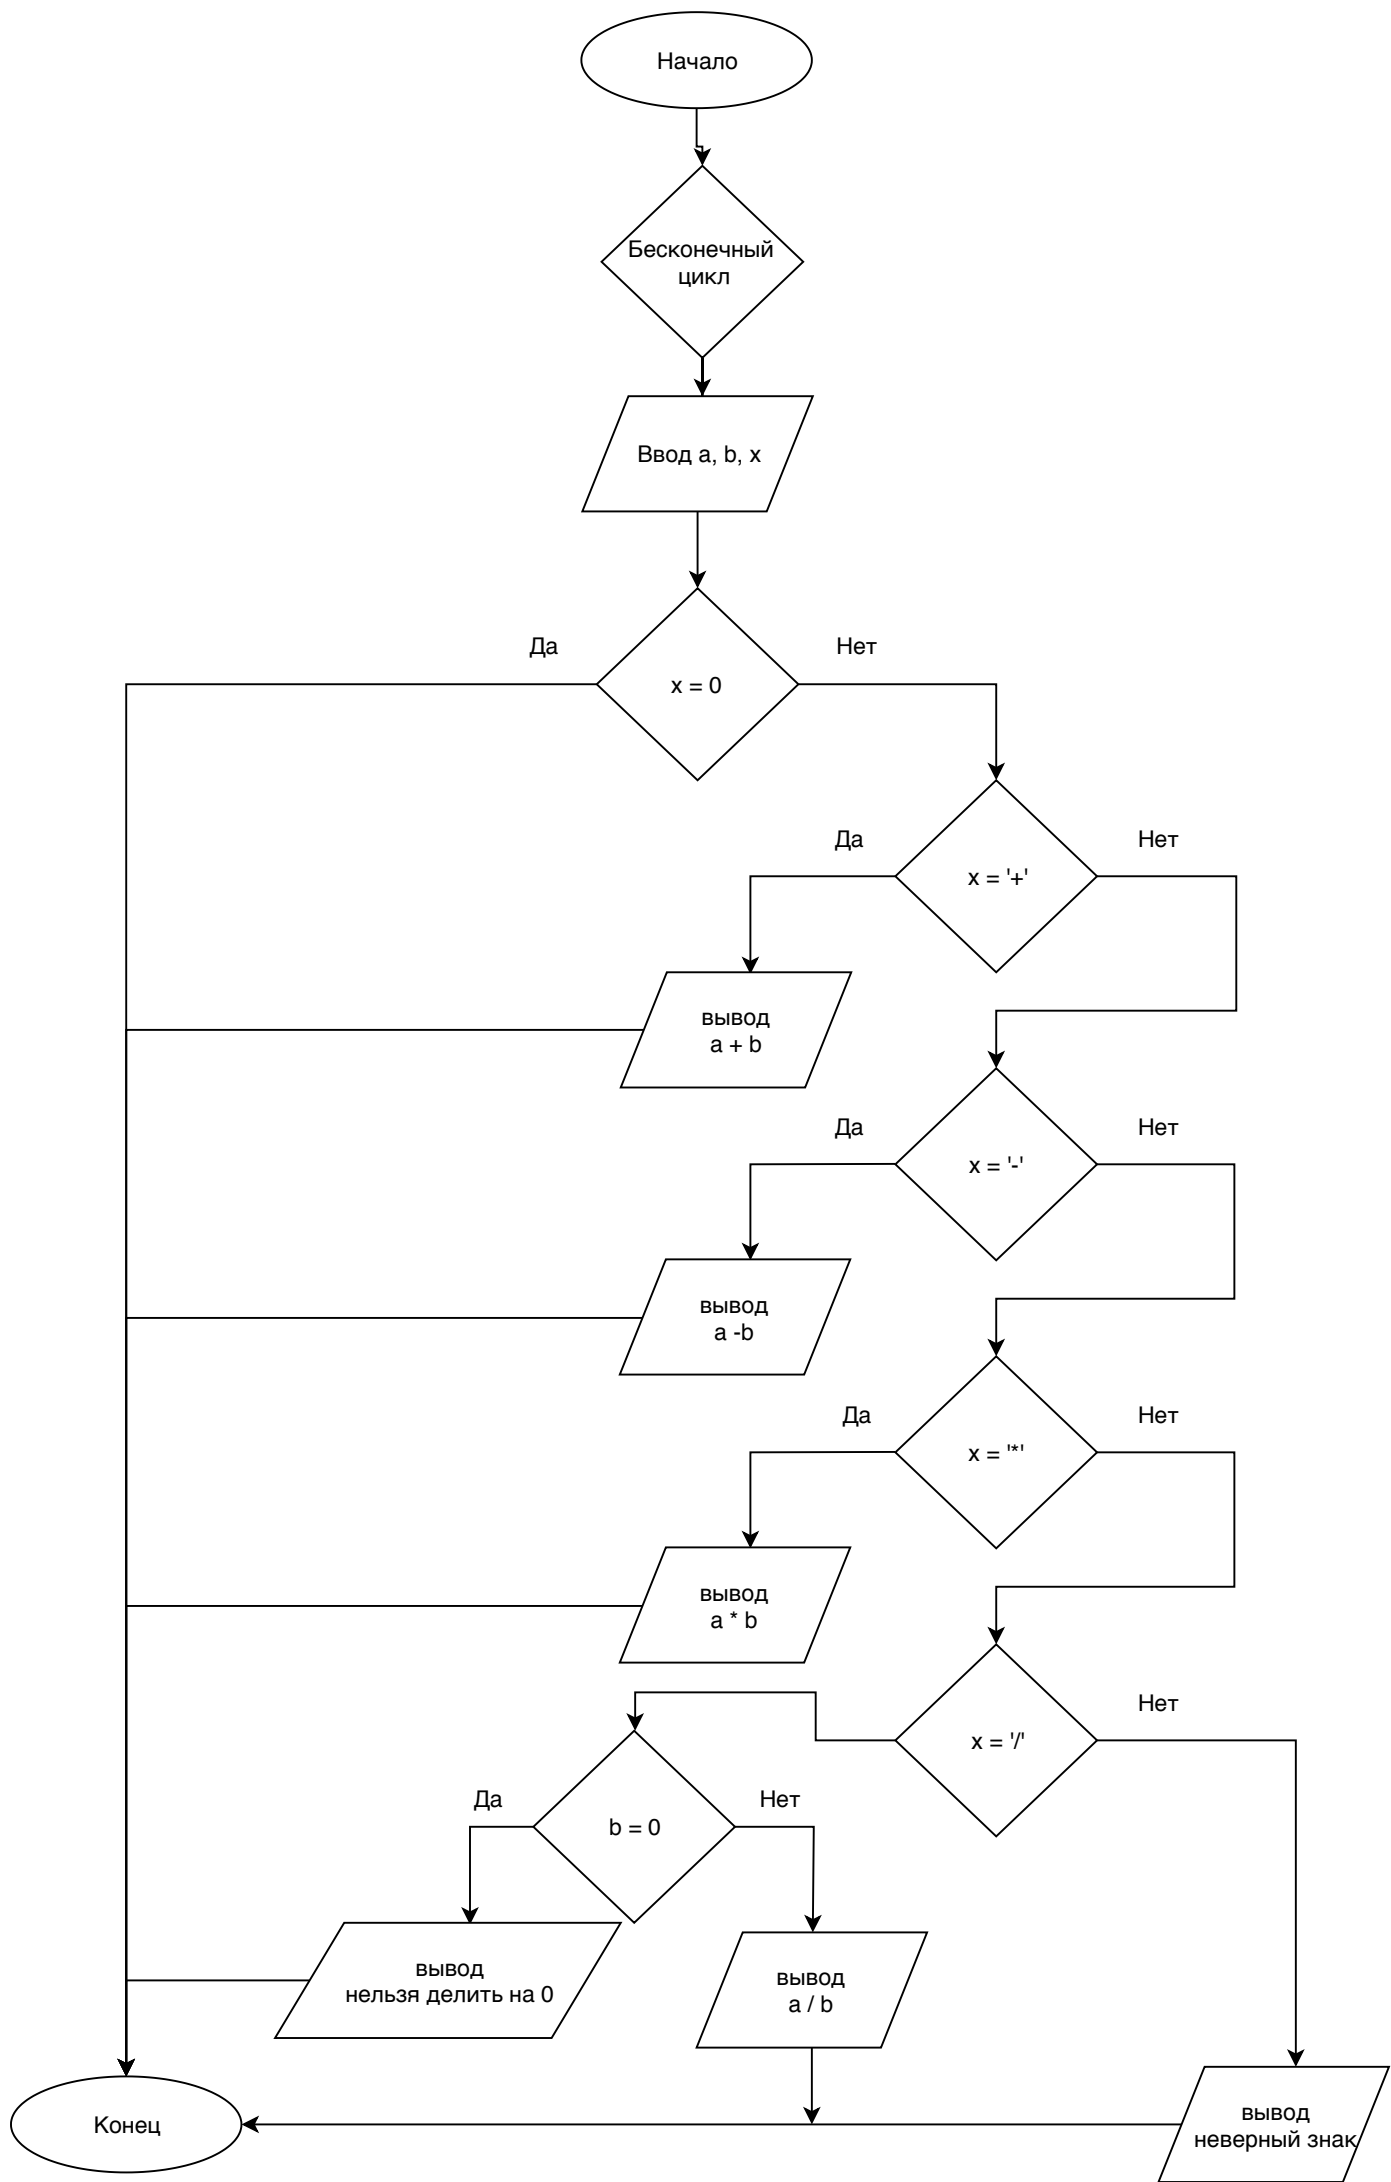 Начало
Бесконечный
цикл
Ввод a, b, x
Да
Нет
x = 0
Да
Нет
x = '+'
вывод
a + b
Да
Нет
x = '-'
вывод
a -b
Да
Нет
x = '*'
вывод
a * b
Нет
x = '/'
Да
Нет
b = 0
вывод
нельзя делить на 0
вывод
a / b
Конец
вывод
неверный знак